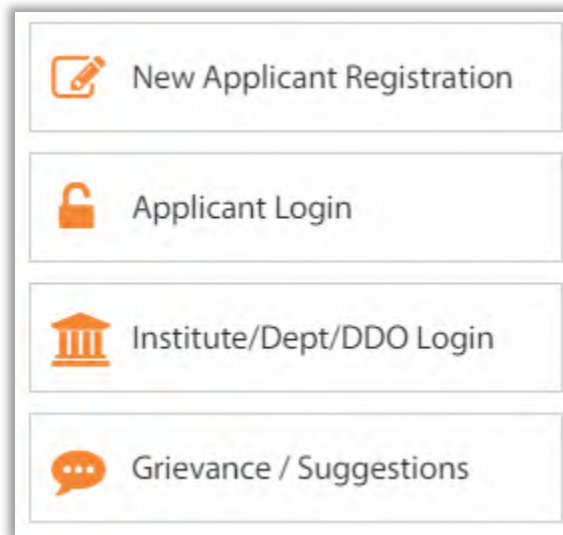 New Applicant Registration
Applicant Login
Institute/Dept/DDO Login
Grievance / Suggestions